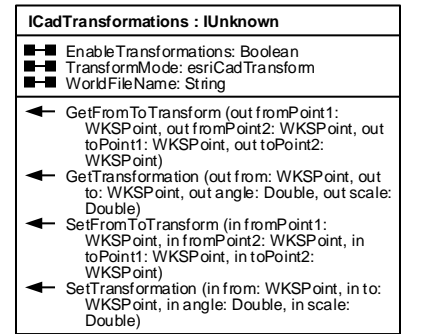 ICadTransformations : IUnknown
EnableTransformations: Boolean
TransformMode: esriCadTransform
WorldFileName: String
GetFromToTransform (out fromPoint1:
WKSPoint, out fromPoint2: WKSPoint, out
toPoint1: WKSPoint, out toPoint2:
WKSPoint)
GetTransformation (out from: WKSPoint, out
to: WKSPoint, out angle: Double, out scale:
Double)
SetFromToTransform (in fromPoint1:
WKSPoint, in fromPoint2: WKSPoint, in
toPoint1: WKSPoint, in toPoint2:
WKSPoint)
SetTransformation (in from: WKSPoint, in to:
WKSPoint, in angle: Double, in scale:
Double)